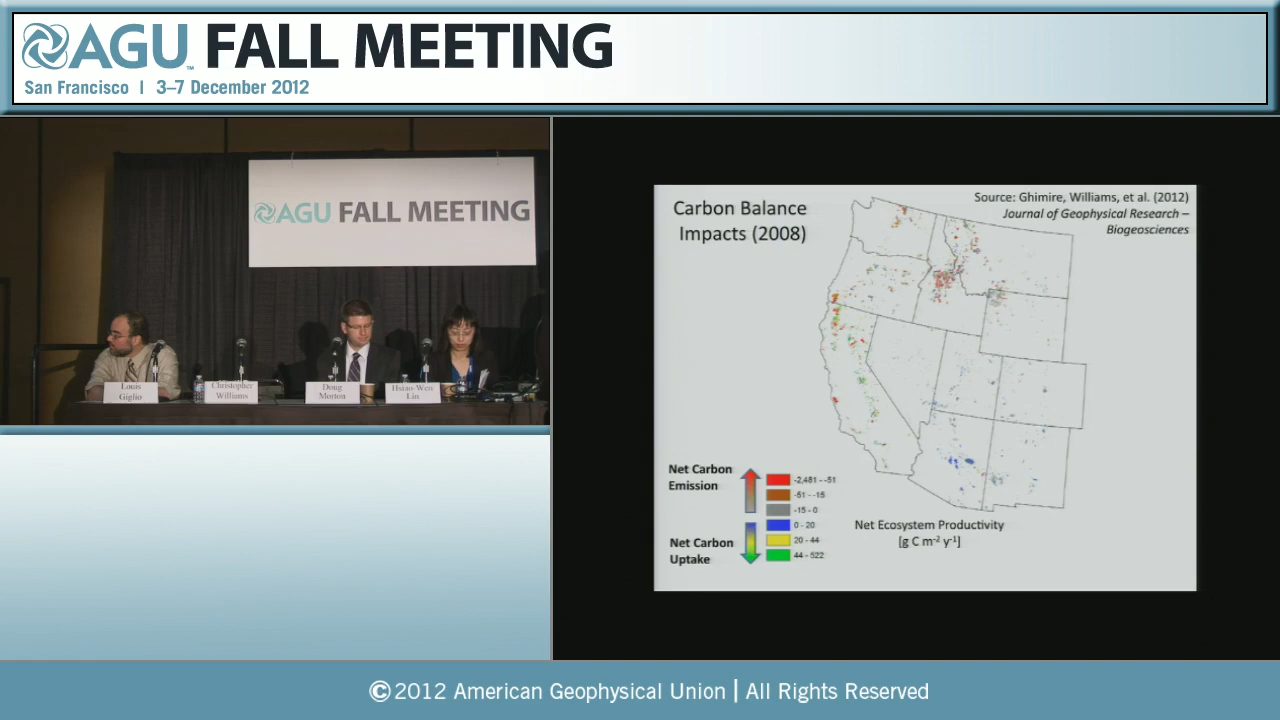 AGU FALL MEETING
San Francisco | 3–7 December 2012
AGU FALL MEETING
Louis
Giglio
Christopher
Williams
Doug
Morton
Hsiao-Wen
Lin
Carbon Balance
Impacts (2008)
Source: Ghimire, Williams, et al. (2012)
Journal of Geophysical Research –
Biogeosciences
Net Carbon
Emission
Net Carbon
Uptake
-2,481 - -51
-51 - -15
-15 - 0
0 - 20
20 - 44
44 - 522
Net Ecosystem Productivity
[g C m⁻² y⁻¹]
©2012 American Geophysical Union | All Rights Reserved